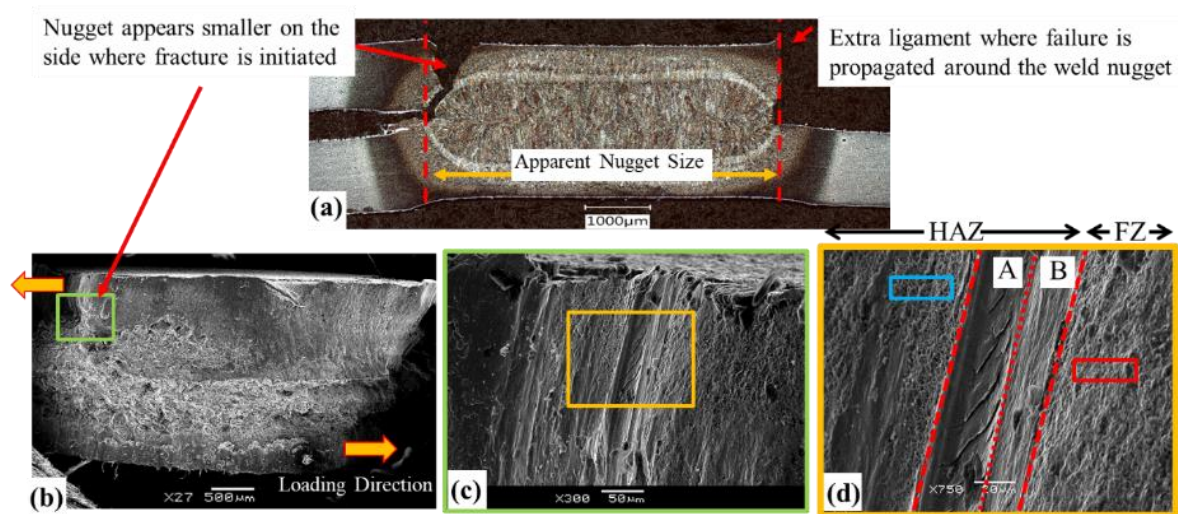 Nugget appears smaller on the
side where fracture is initiated
Extra ligament where failure is
propagated around the weld nugget
Apparent Nugget Size
(a)
1000μm
HAZ
FZ
A
B
(b)
X27 500μm
Loading Direction
(c)
X300 50μm
(d)
X750 20μm